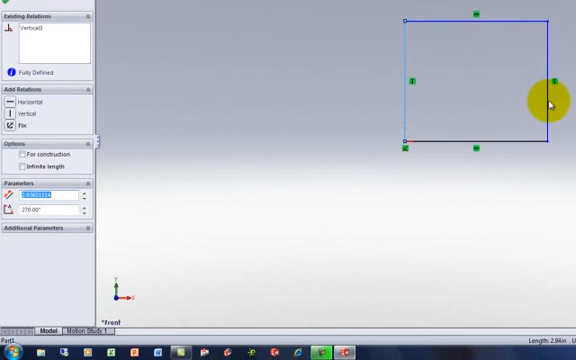 Existing Relations
Vertical3
Fully Defined
Add Relations
Horizontal
Vertical
Fix
Options
For construction
Infinite length
Parameters
270.00°
Additional Parameters
Y
X
*Front
Model
Motion Study 1
Part1
Length: 2.94in